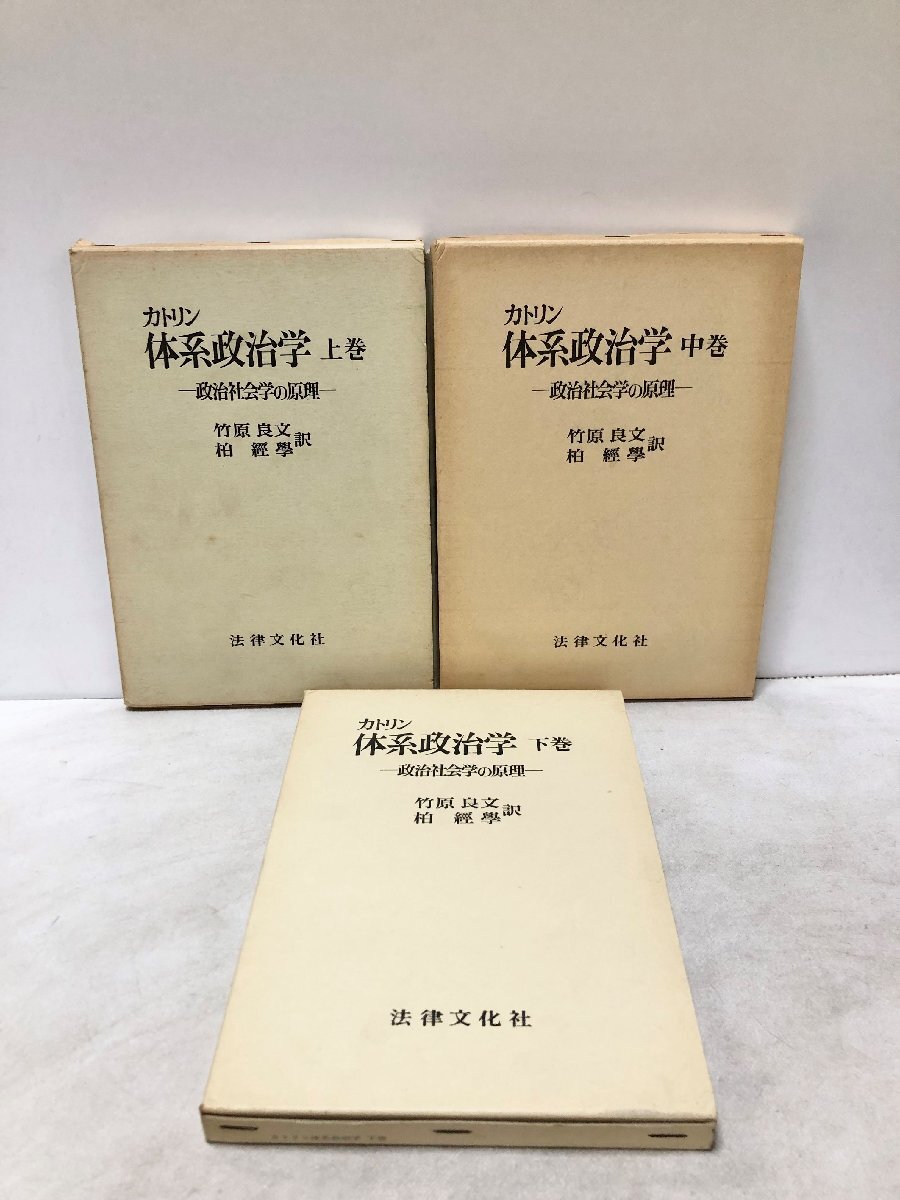 カトリン
体系政治学 上巻
―政治社会学の原理―
竹原良文
柏經學
訳
法律文化社
カトリン
体系政治学 中巻
―政治社会学の原理―
竹原良文
柏經學
訳
法律文化社
カトリン
体系政治学 下巻
―政治社会学の原理―
竹原良文
柏經學
訳
法律文化社